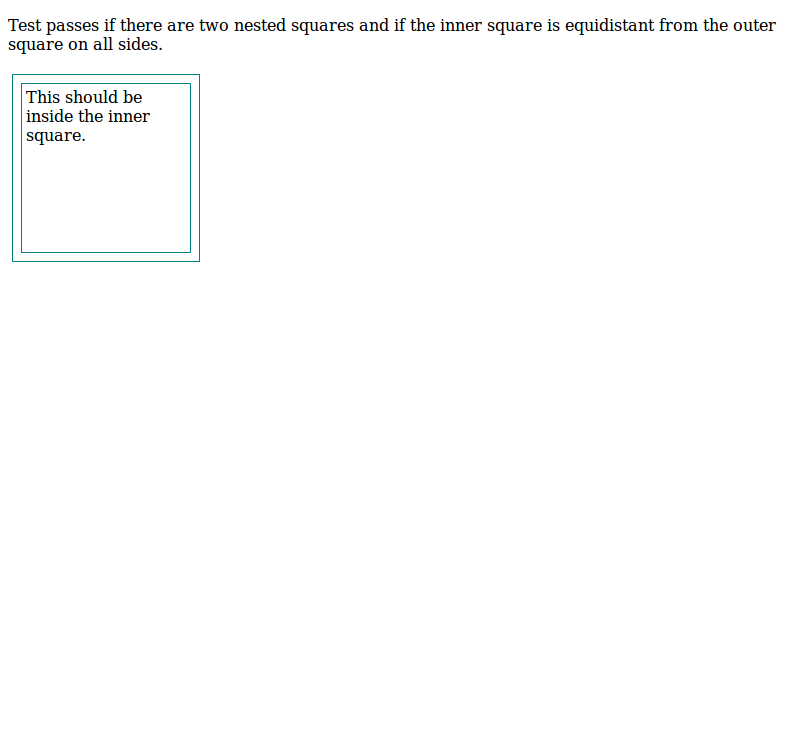 Test passes if there are two nested squares and if the inner square is equidistant from the outer
square on all sides.
This should be
inside the inner
square.